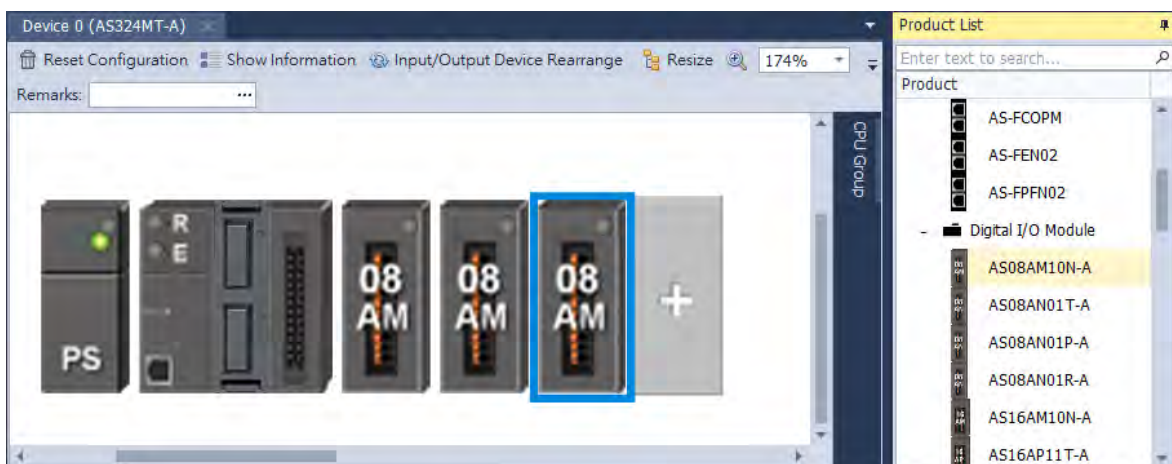 Device 0 (AS324MT-A)
Reset Configuration Show Information Input/Output Device Rearrange Resize 174%
Remarks: ...
CPU Group
R
E
PS
08
AM
08
AM
08
AM
+
Product List
Enter text to search...
Product
AS-FCOPM
AS-FEN02
AS-FPFN02
- Digital I/O Module
AS08AM10N-A
AS08AN01T-A
AS08AN01P-A
AS08AN01R-A
AS16AM10N-A
AS16AP11T-A